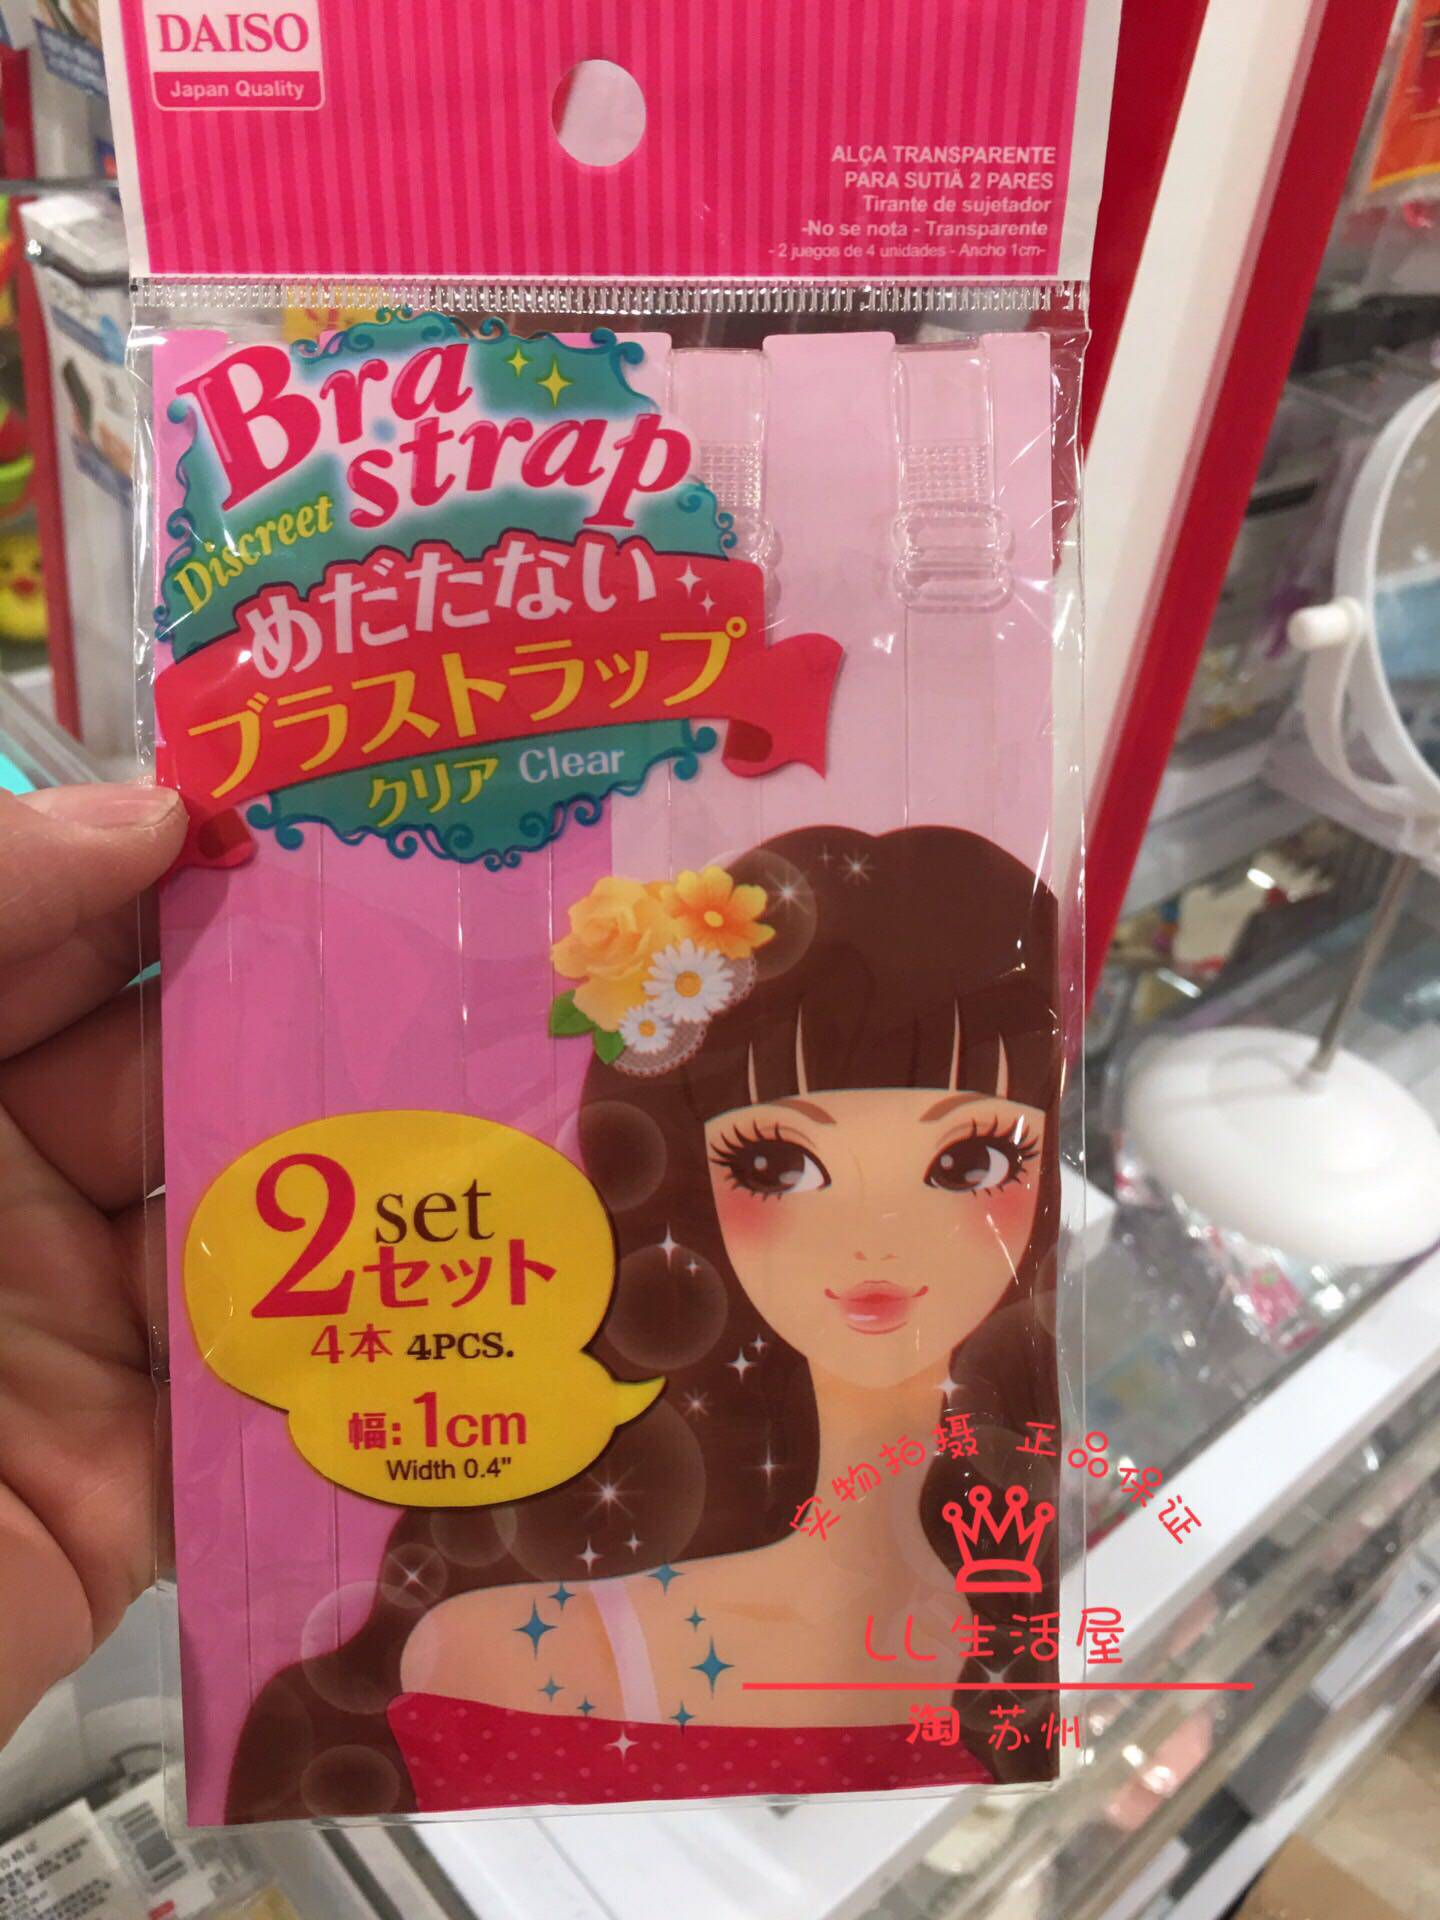 DAISO
Japan Quality
ALÇA TRANSPARENTE
PARA SUTIÃ 2 PARES
Tirante de sujetador
-No se nota - Transparente
- 2 juegos de 4 unidades - Ancho 1cm-
Bra
strap
Discreet
めだたない
ブラストラップ
クリア Clear
2 set
セット
4本 4PCS.
幅: 1cm
Width 0.4"
实物拍摄 正品保证
LL生活屋
淘 苏州